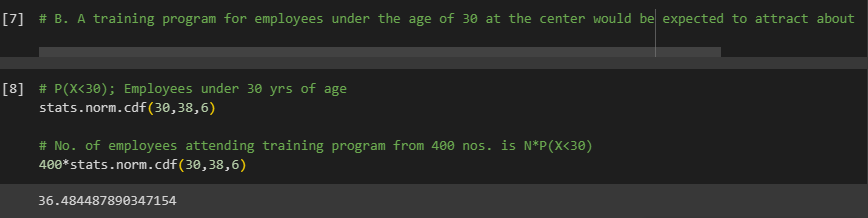 [7] # B. A training program for employees under the age of 30 at the center would be expected to attract about
[8] # P(X<30); Employees under 30 yrs of age
stats.norm.cdf(30,38,6)
# No. of employees attending training program from 400 nos. is N*P(X<30)
400*stats.norm.cdf(30,38,6)
36.484487890347154